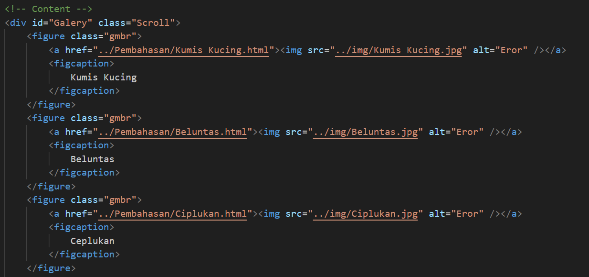 <!-- Content -->
<div id="Galery" class="Scroll">
<figure class="gmbr">
<a href="../Pembahasan/Kumis Kucing.html"><img src="../img/Kumis Kucing.jpg" alt="Eror" /></a>
<figcaption>
Kumis Kucing
</figcaption>
</figure>
<figure class="gmbr">
<a href="../Pembahasan/Beluntas.html"><img src="../img/Beluntas.jpg" alt="Eror" /></a>
<figcaption>
Beluntas
</figcaption>
</figure>
<figure class="gmbr">
<a href="../Pembahasan/Ciplukan.html"><img src="../img/Ciplukan.jpg" alt="Eror" /></a>
<figcaption>
Ceplukan
</figcaption>
</figure>